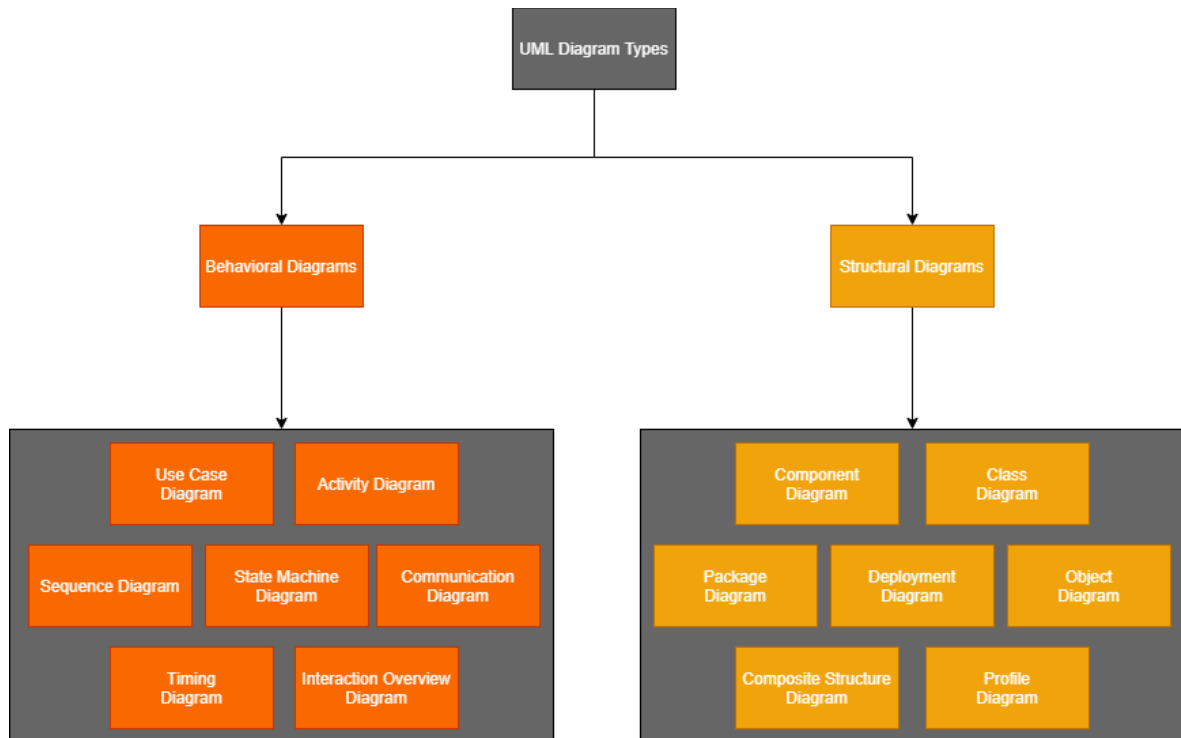 UML Diagram Types
Behavioral Diagrams
Structural Diagrams
Use Case
Diagram
Activity Diagram
Sequence Diagram
State Machine
Diagram
Communication
Diagram
Timing
Diagram
Interaction Overview
Diagram
Component
Diagram
Class
Diagram
Package
Diagram
Deployment
Diagram
Object
Diagram
Composite Structure
Diagram
Profile
Diagram